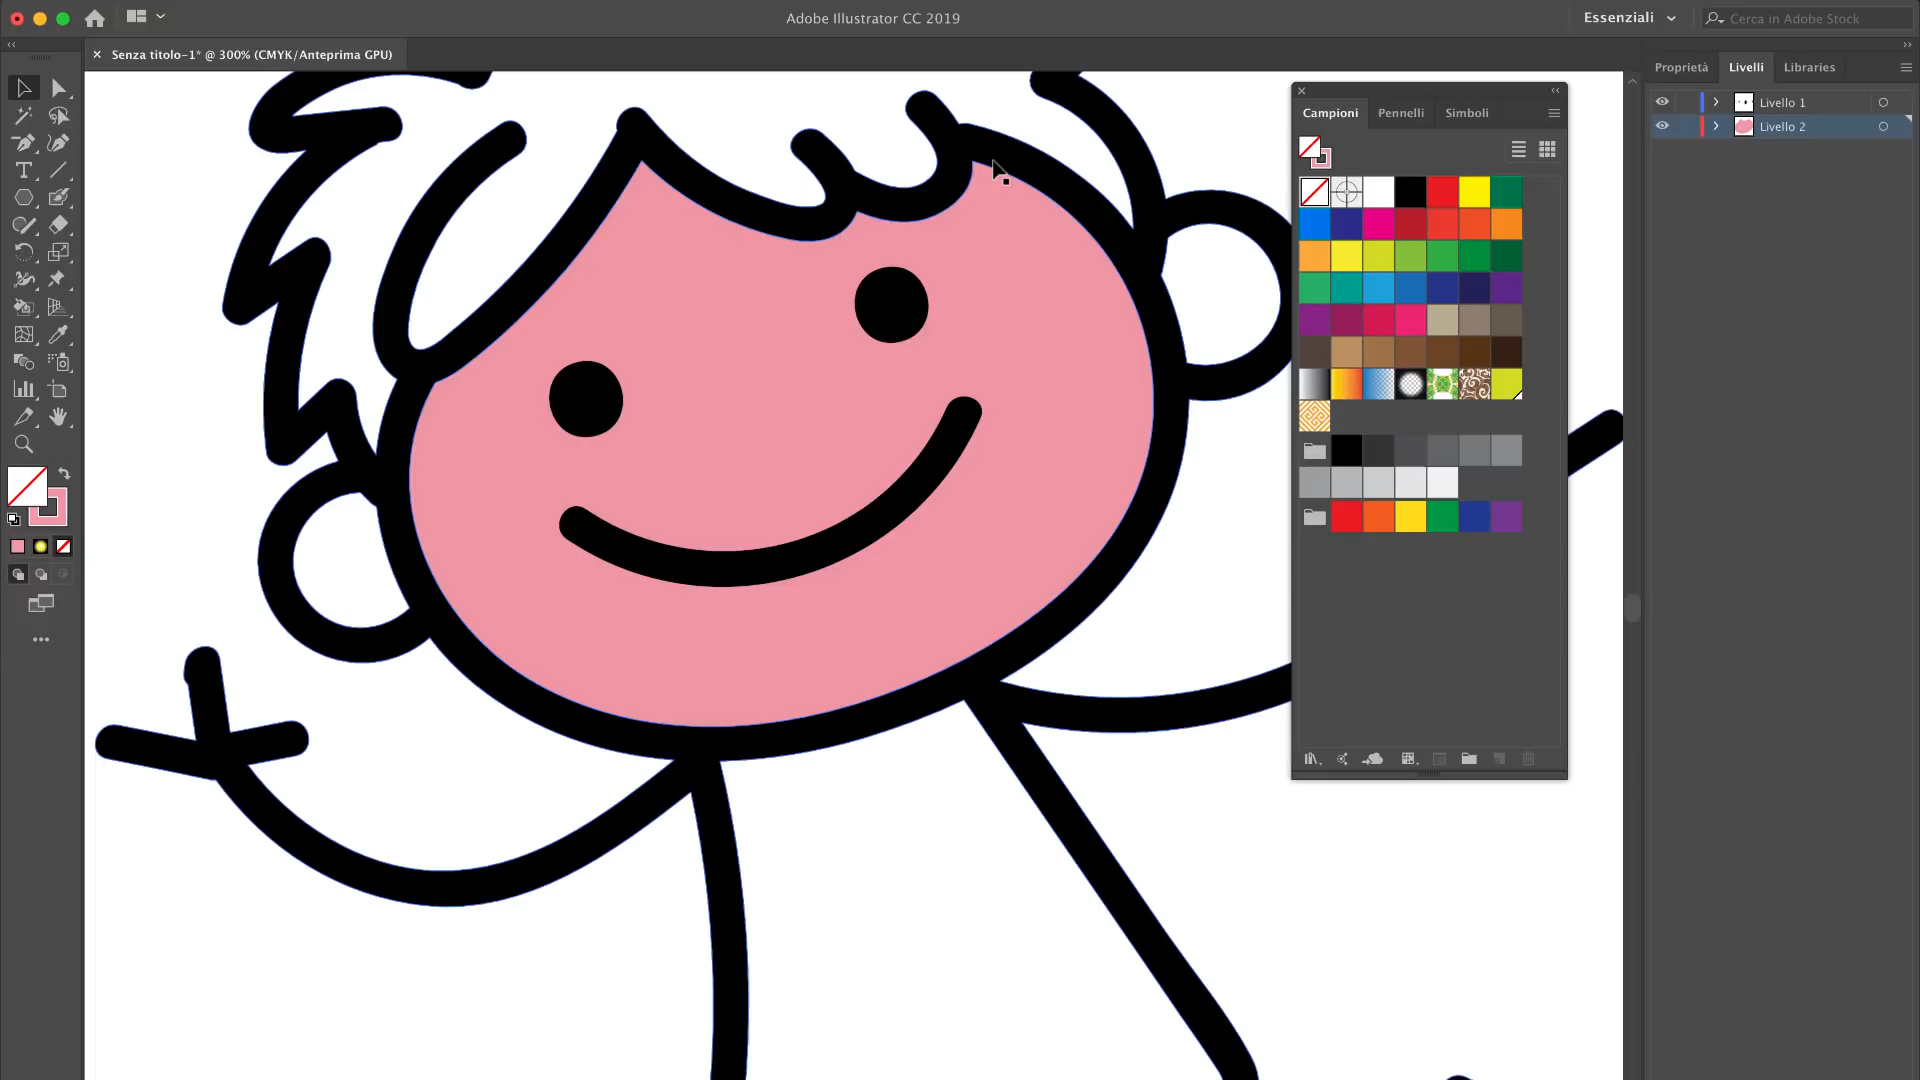 Adobe Illustrator CC 2019
Essenziali
Cerca in Adobe Stock
Senza titolo-1* @ 300% (CMYK/Anteprima GPU)
Proprietà
Livelli
Libraries
Livello 1
Livello 2
Campioni
Pennelli
Simboli